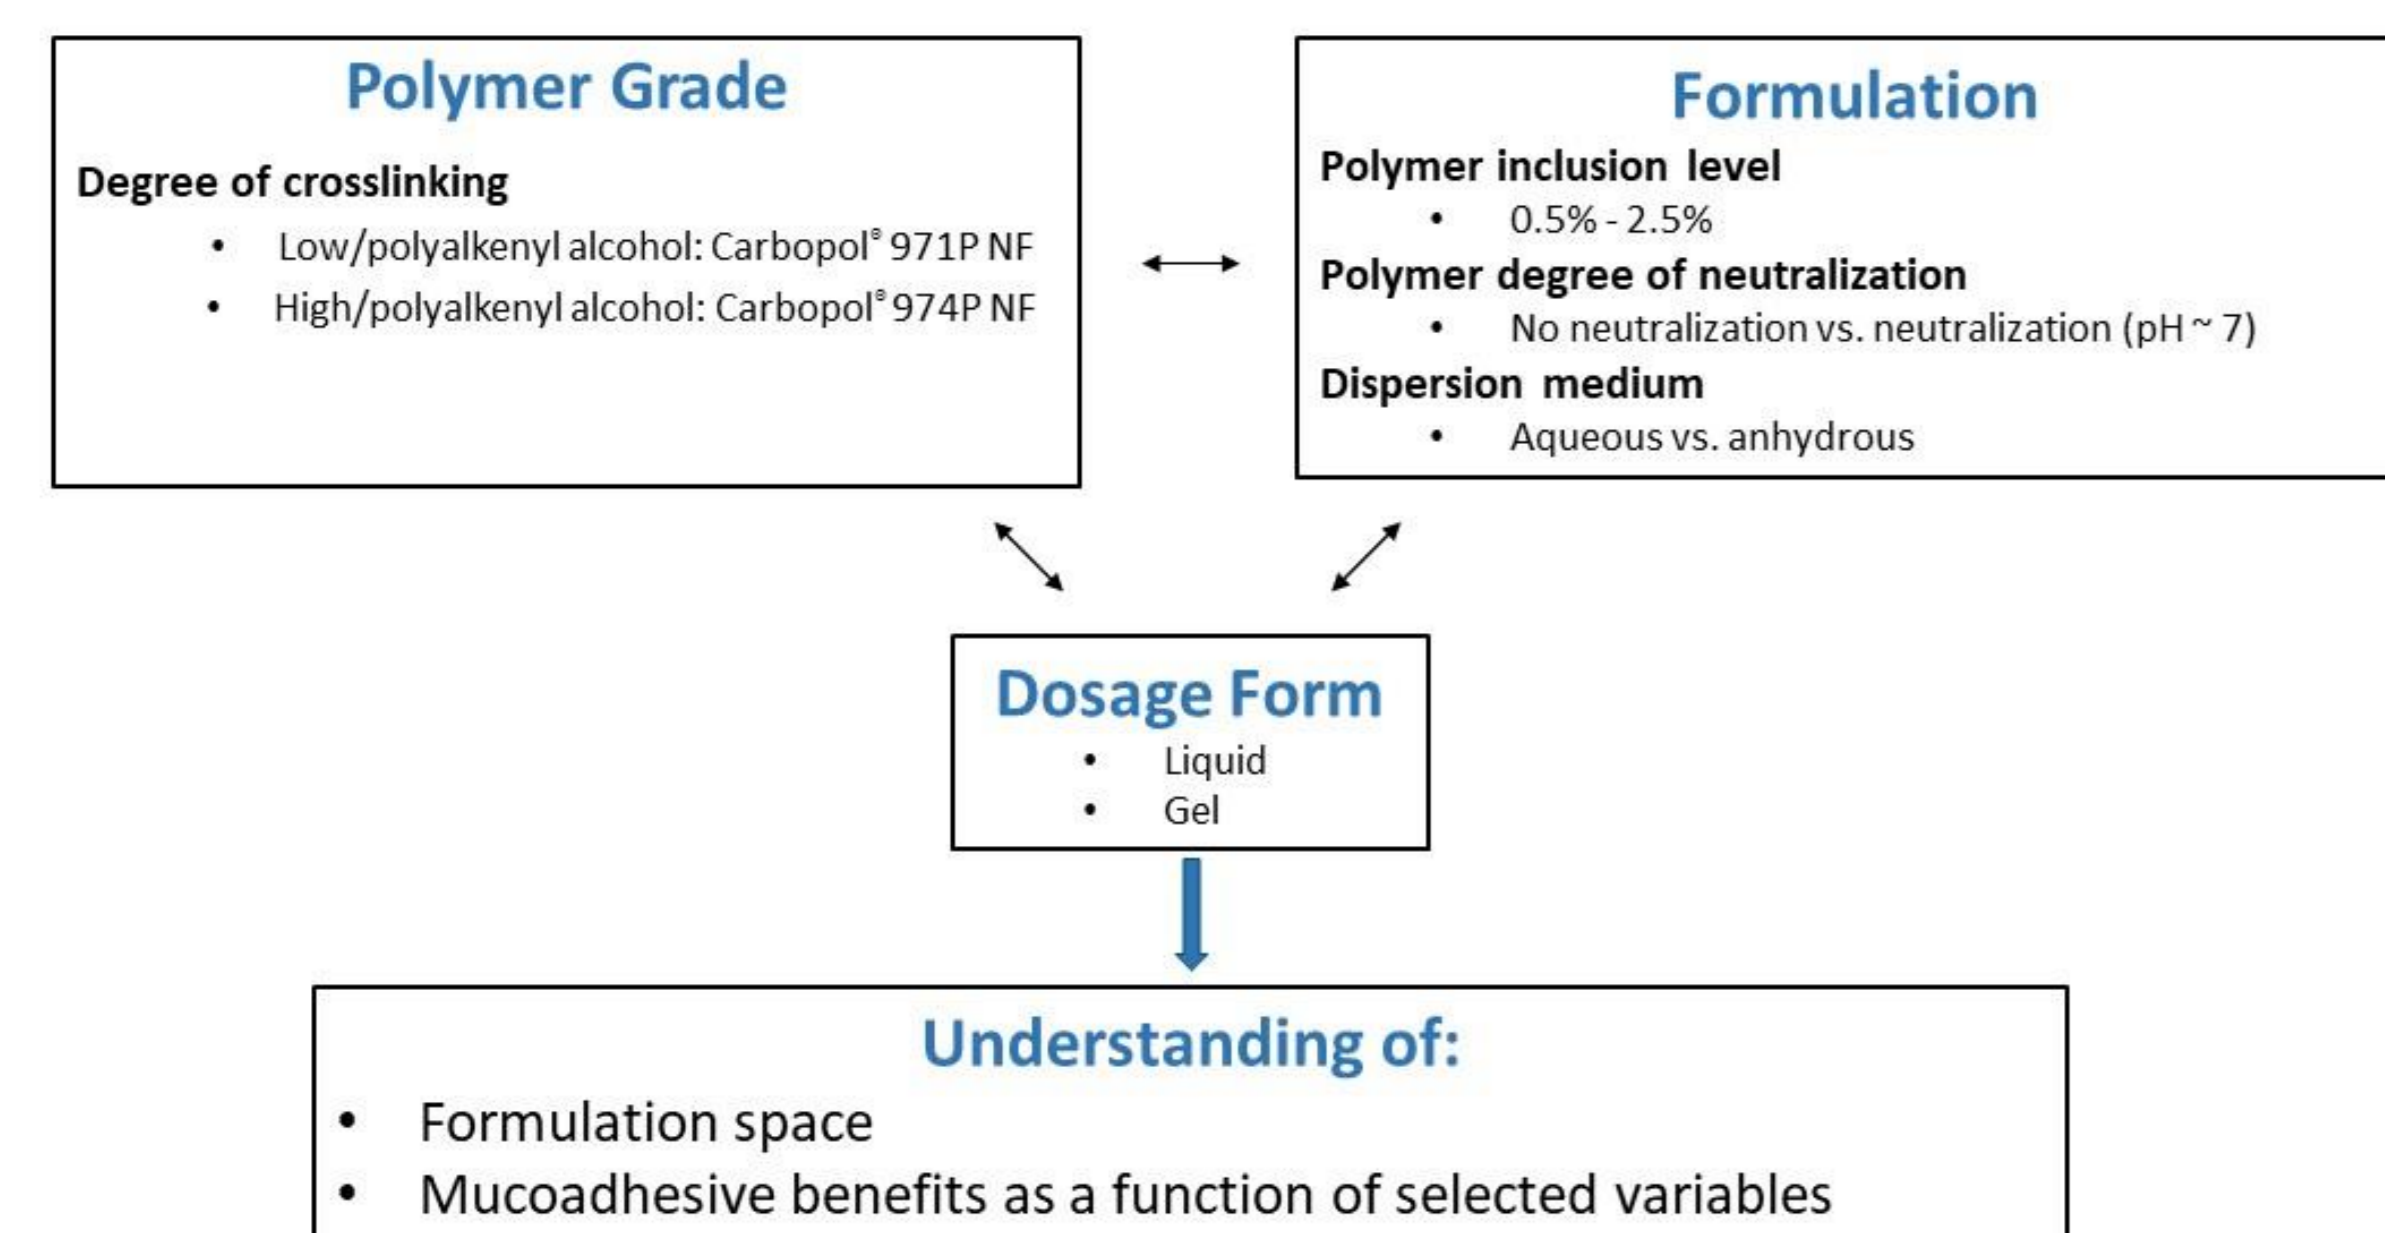 Polymer Grade
Degree of crosslinking
• Low/polyalkenyl alcohol: Carbopol® 971P NF
• High/polyalkenyl alcohol: Carbopol® 974P NF
Formulation
Polymer inclusion level
• 0.5% - 2.5%
Polymer degree of neutralization
• No neutralization vs. neutralization (pH ~ 7)
Dispersion medium
• Aqueous vs. anhydrous
Dosage Form
• Liquid
• Gel
Understanding of:
• Formulation space
• Mucoadhesive benefits as a function of selected variables